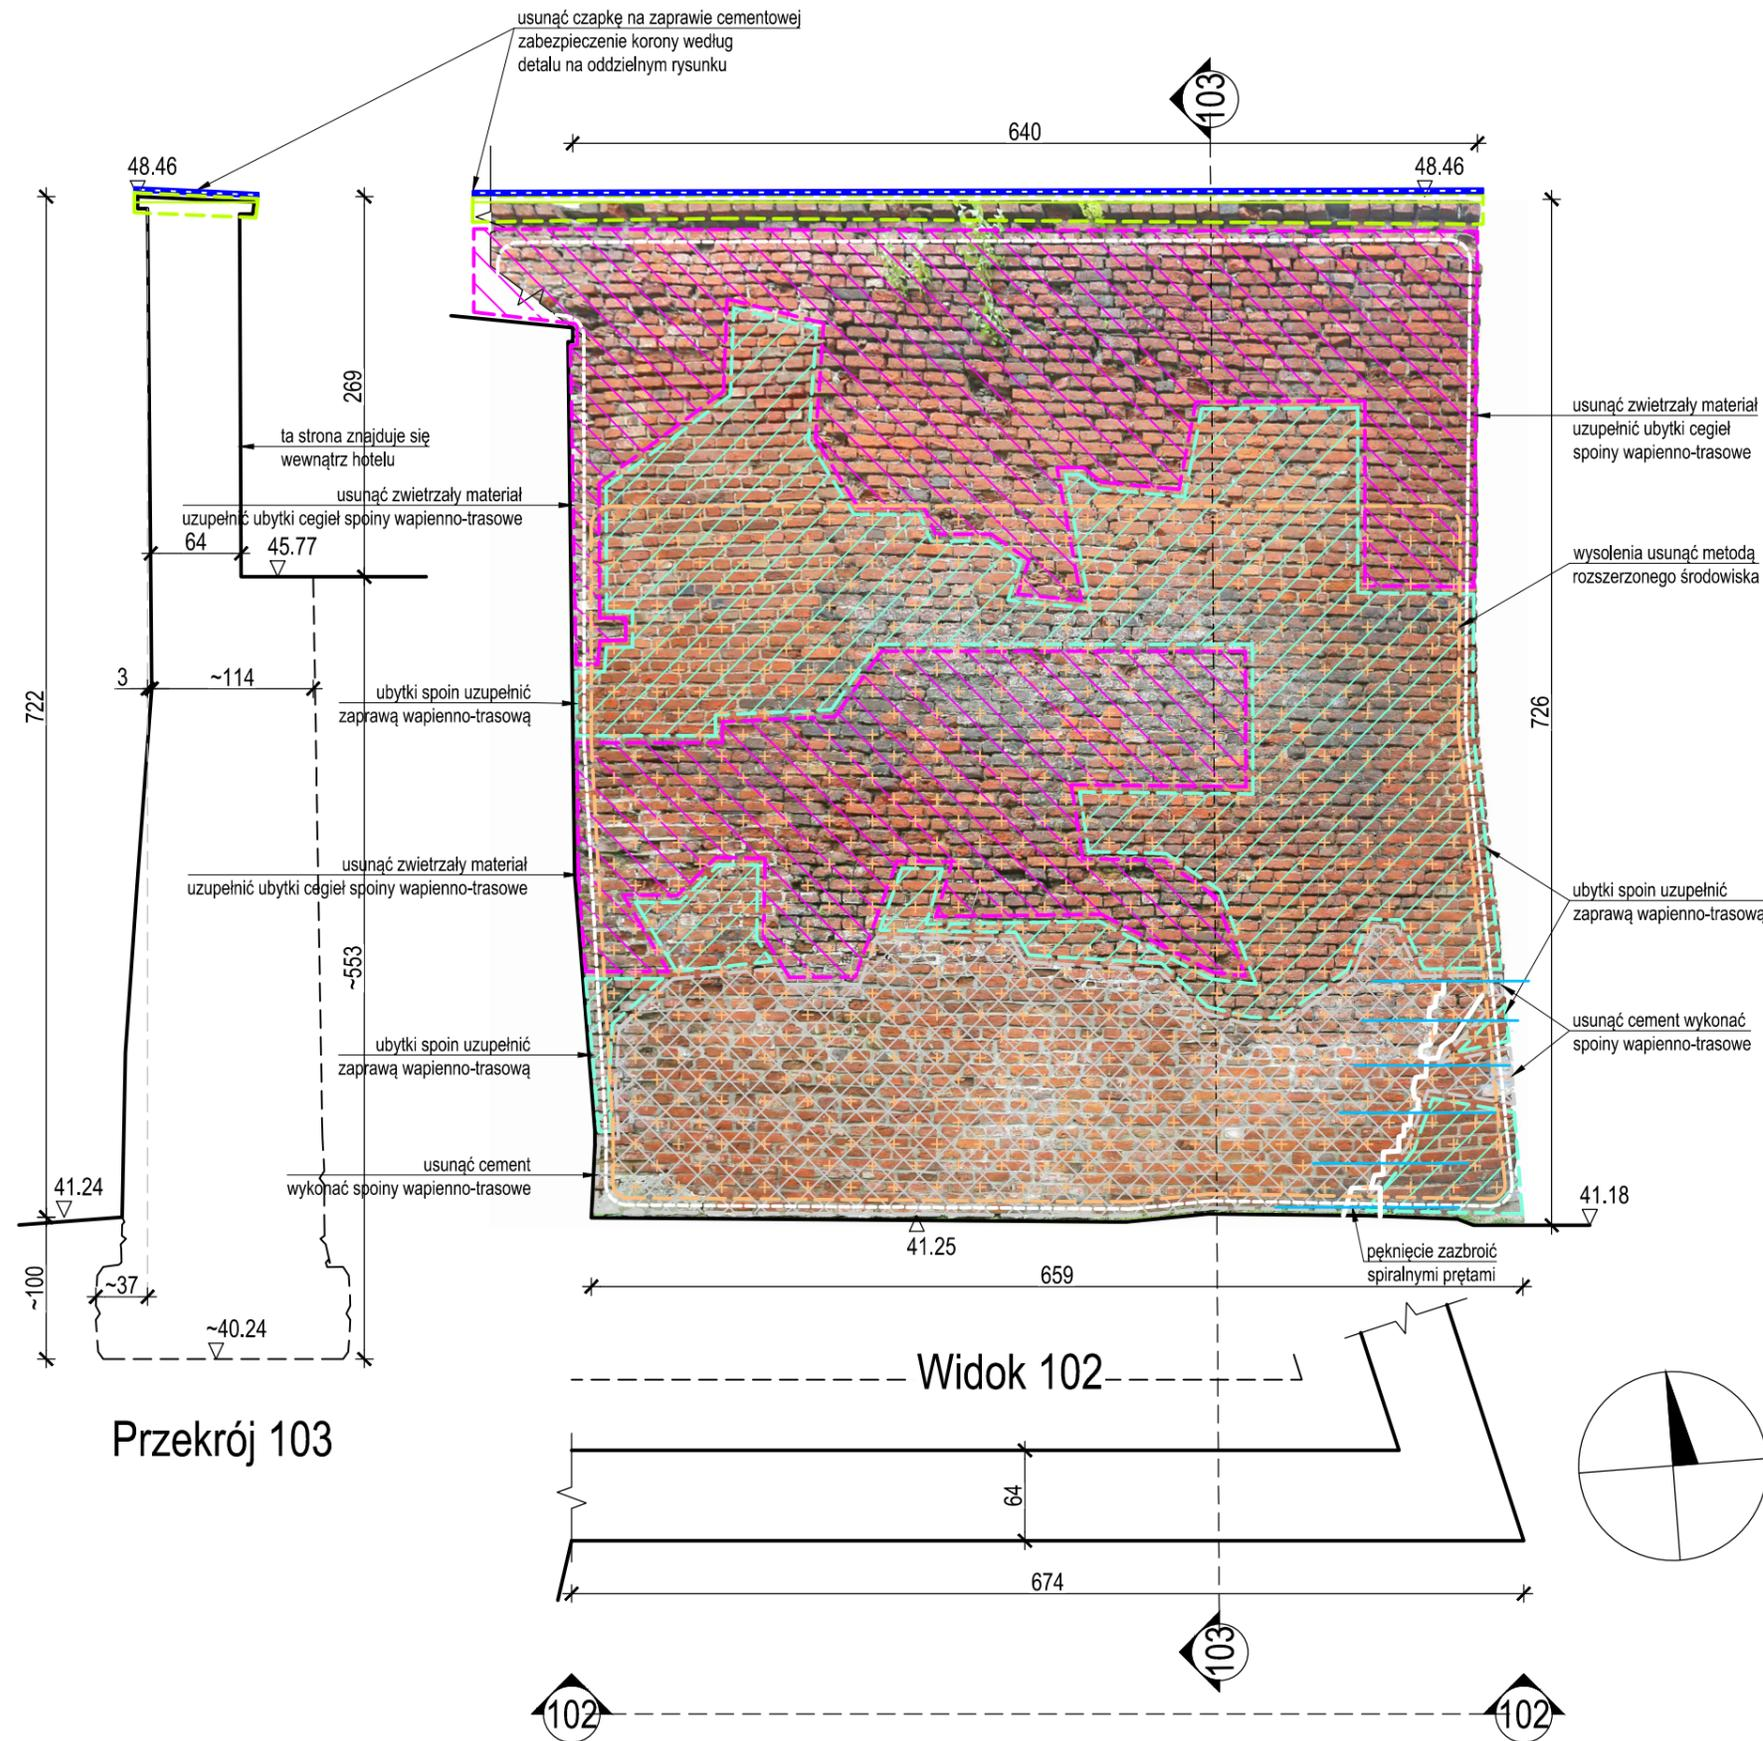 usunąć czapkę na zaprawie cementowej
zabezpieczenie korony według
detalu na oddzielnym rysunku
103
640
48.46
48.46
269
ta strona znajduje się
wewnątrz hotelu
usunąć zwietrzały materiał
uzupełnić ubytki cegieł spoiny wapienno-trasowe
usunąć zwietrzały materiał
uzupełnić ubytki cegieł
spoiny wapienno-trasowe
64
45.77
wysolenia usunąć metodą
rozszerzonego środowiska
3
~114
722
726
ubytki spoin uzupełnić
zaprawą wapienno-trasową
usunąć zwietrzały materiał
uzupełnić ubytki cegieł spoiny wapienno-trasowe
ubytki spoin uzupełnić
zaprawą wapienno-trasową
~553
ubytki spoin uzupełnić
zaprawą wapienno-trasową
usunąć cement wykonać
spoiny wapienno-trasowe
usunąć cement
wykonać spoiny wapienno-trasowe
41.24
41.18
41.25
pęknięcie zazbroić
spiralnymi prętami
~100
~37
659
~40.24
Widok 102
Przekrój 103
64
674
103
102
102